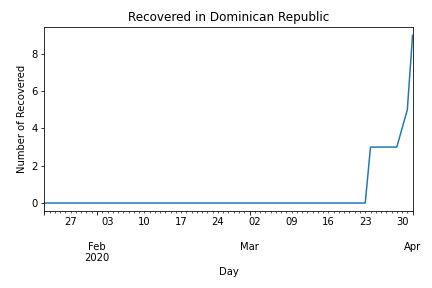 Recovered in Dominican Republic
Number of Recovered
8
6
4
2
0
27 03 10 17 24 02 09 16 23 30
Feb Mar Apr
2020
Day